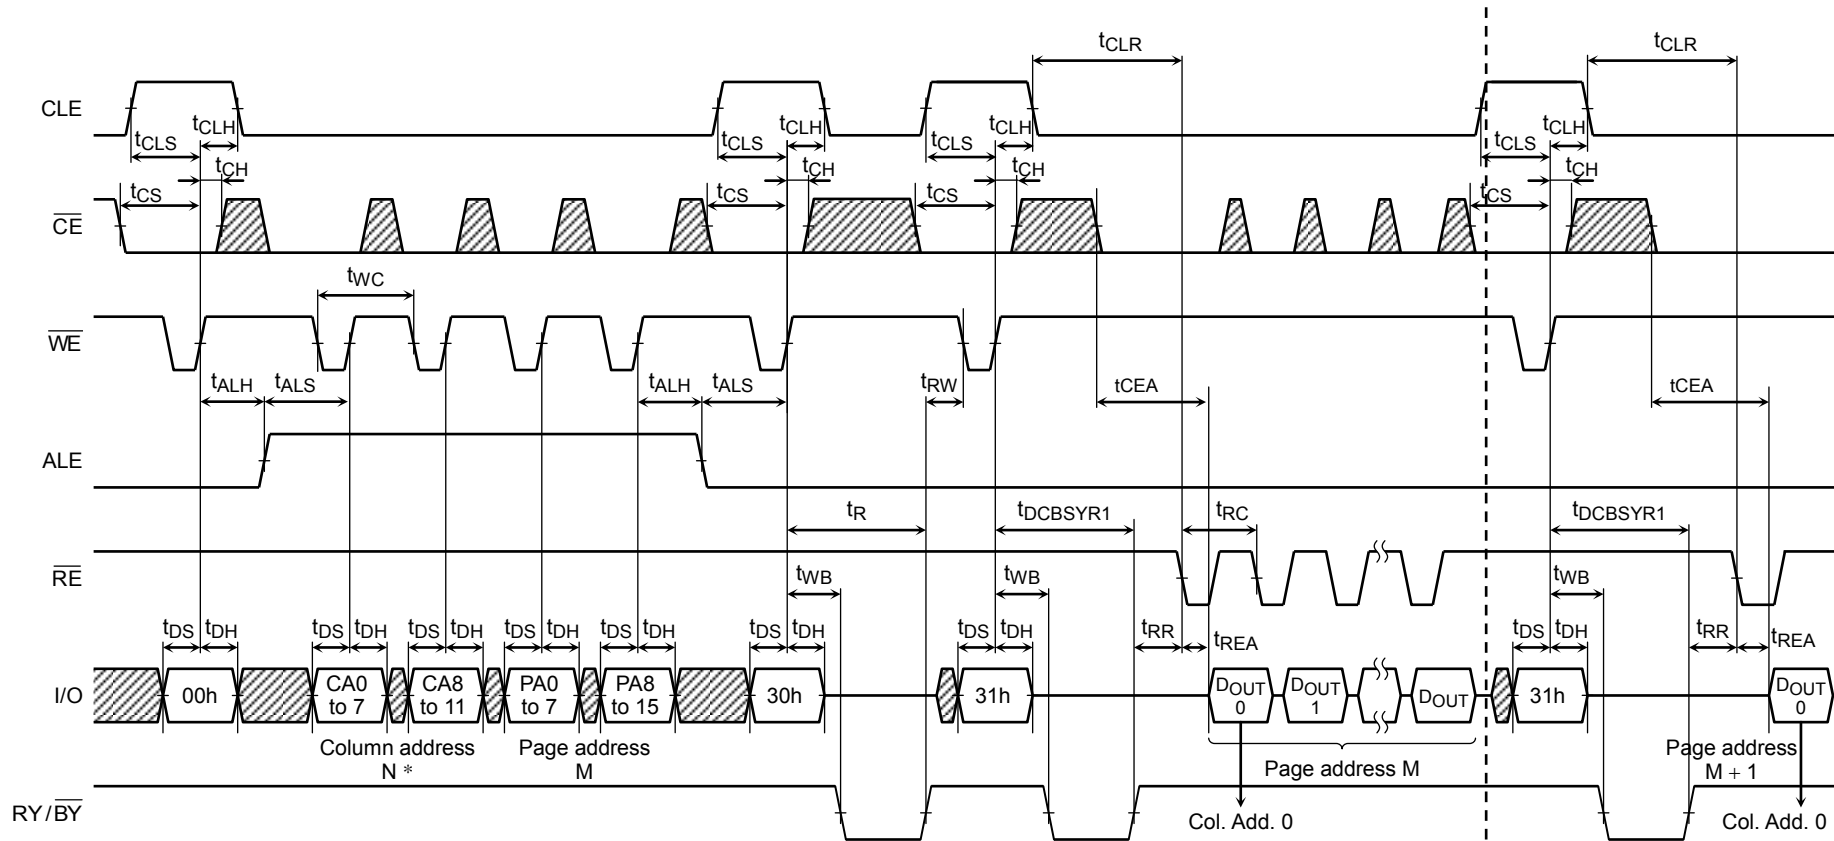 tCLR tCLR
CLE
tCLS tCLH tCLS tCLH tCLS tCLH tCLS tCLH
tCS tCH tCS tCH tCS tCH tCS tCH
CE
tWC
WE
tALH tALS tALH tALS tRW tCEA tCEA
ALE
tR tDCBSYR1 tRC tDCBSYR1
RE
tWB tWB tWB
tDS tDH tDS tDH tDS tDH tDS tDH tDS tDH tDS tDH tDS tDH tRR tREA tDS tDH tRR tREA
I/O
00h
CA0 to 7
CA8 to 11
PA0 to 7
PA8 to 15
30h
31h
DOUT 0
DOUT 1
DOUT
31h
DOUT 0
Column address
N *
Page address
M
Page address M
Page address
M + 1
RY/BY
Col. Add. 0
Col. Add. 0